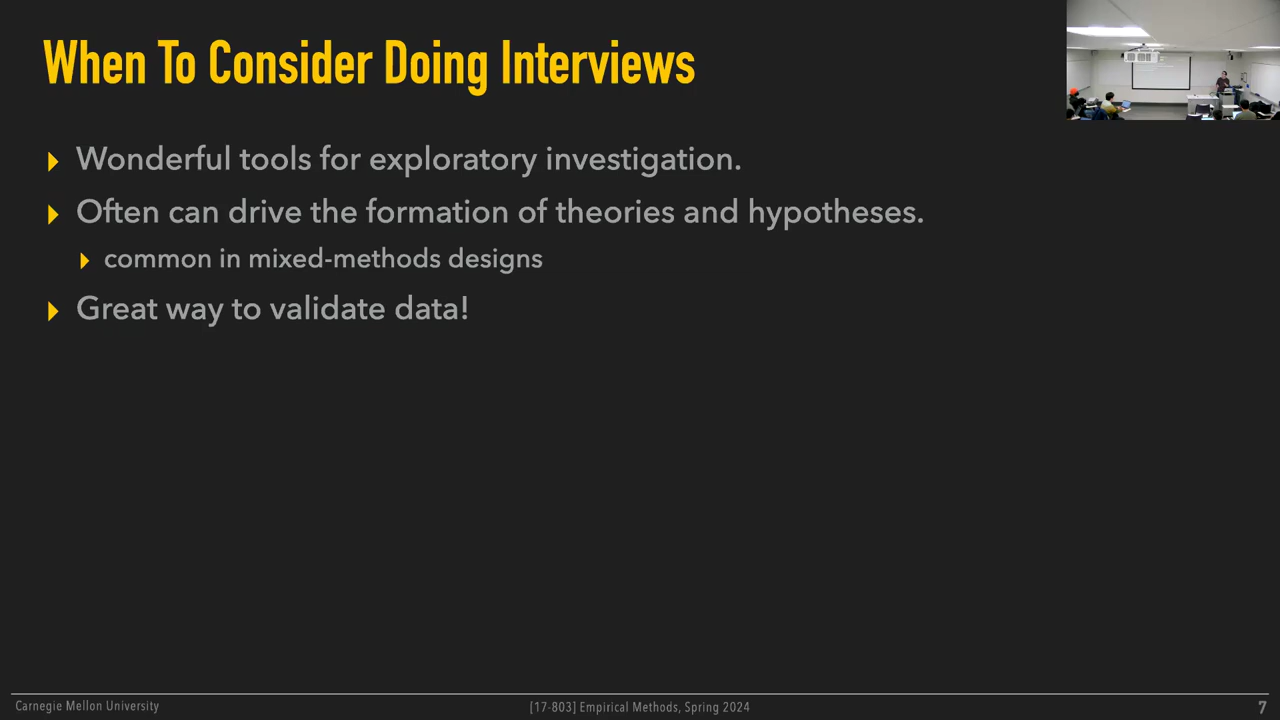 When To Consider Doing Interviews
Wonderful tools for exploratory investigation.
Often can drive the formation of theories and hypotheses.
common in mixed-methods designs
Great way to validate data!
Carnegie Mellon University
[17-803] Empirical Methods, Spring 2024
7